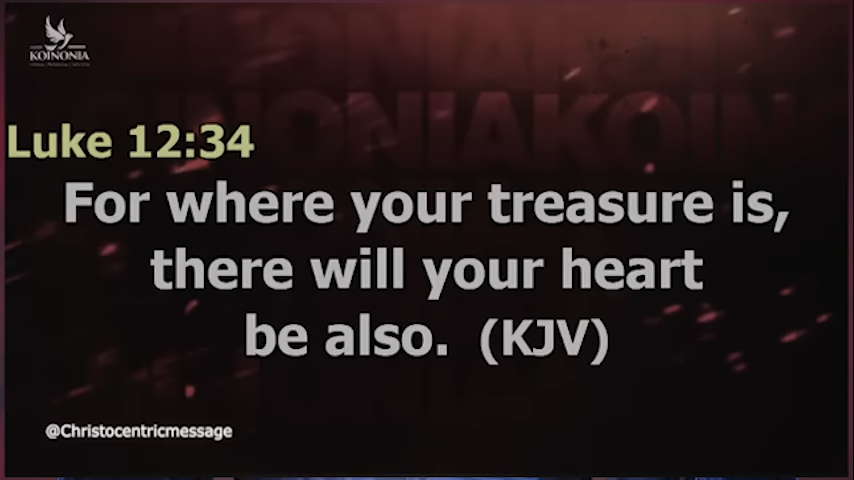 KOINONIA
Luke 12:34
For where your treasure is,
there will your heart
be also. (KJV)
@Christocentricmessage